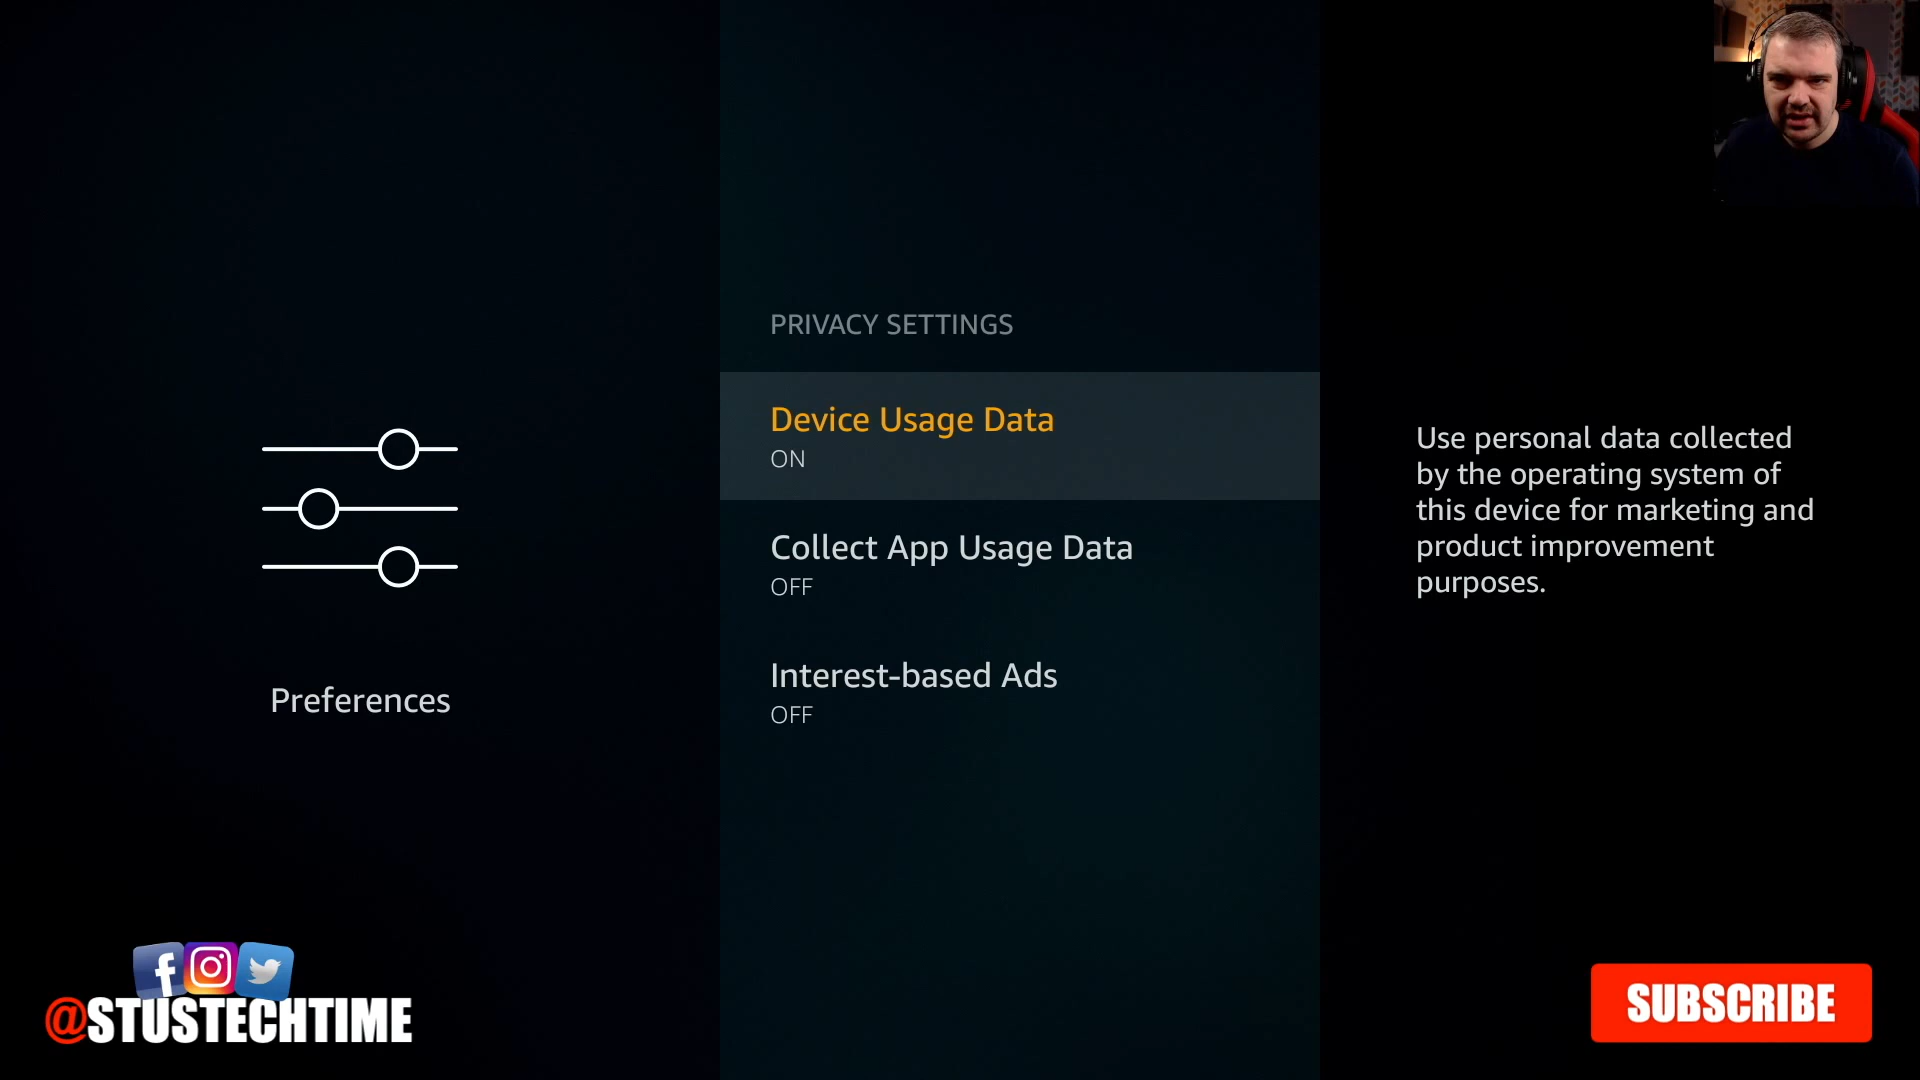 PRIVACY SETTINGS
Device Usage Data
ON
Collect App Usage Data
OFF
Interest-based Ads
OFF
Preferences
Use personal data collected
by the operating system of
this device for marketing and
product improvement
purposes.
@STUSTECHTIME
SUBSCRIBE